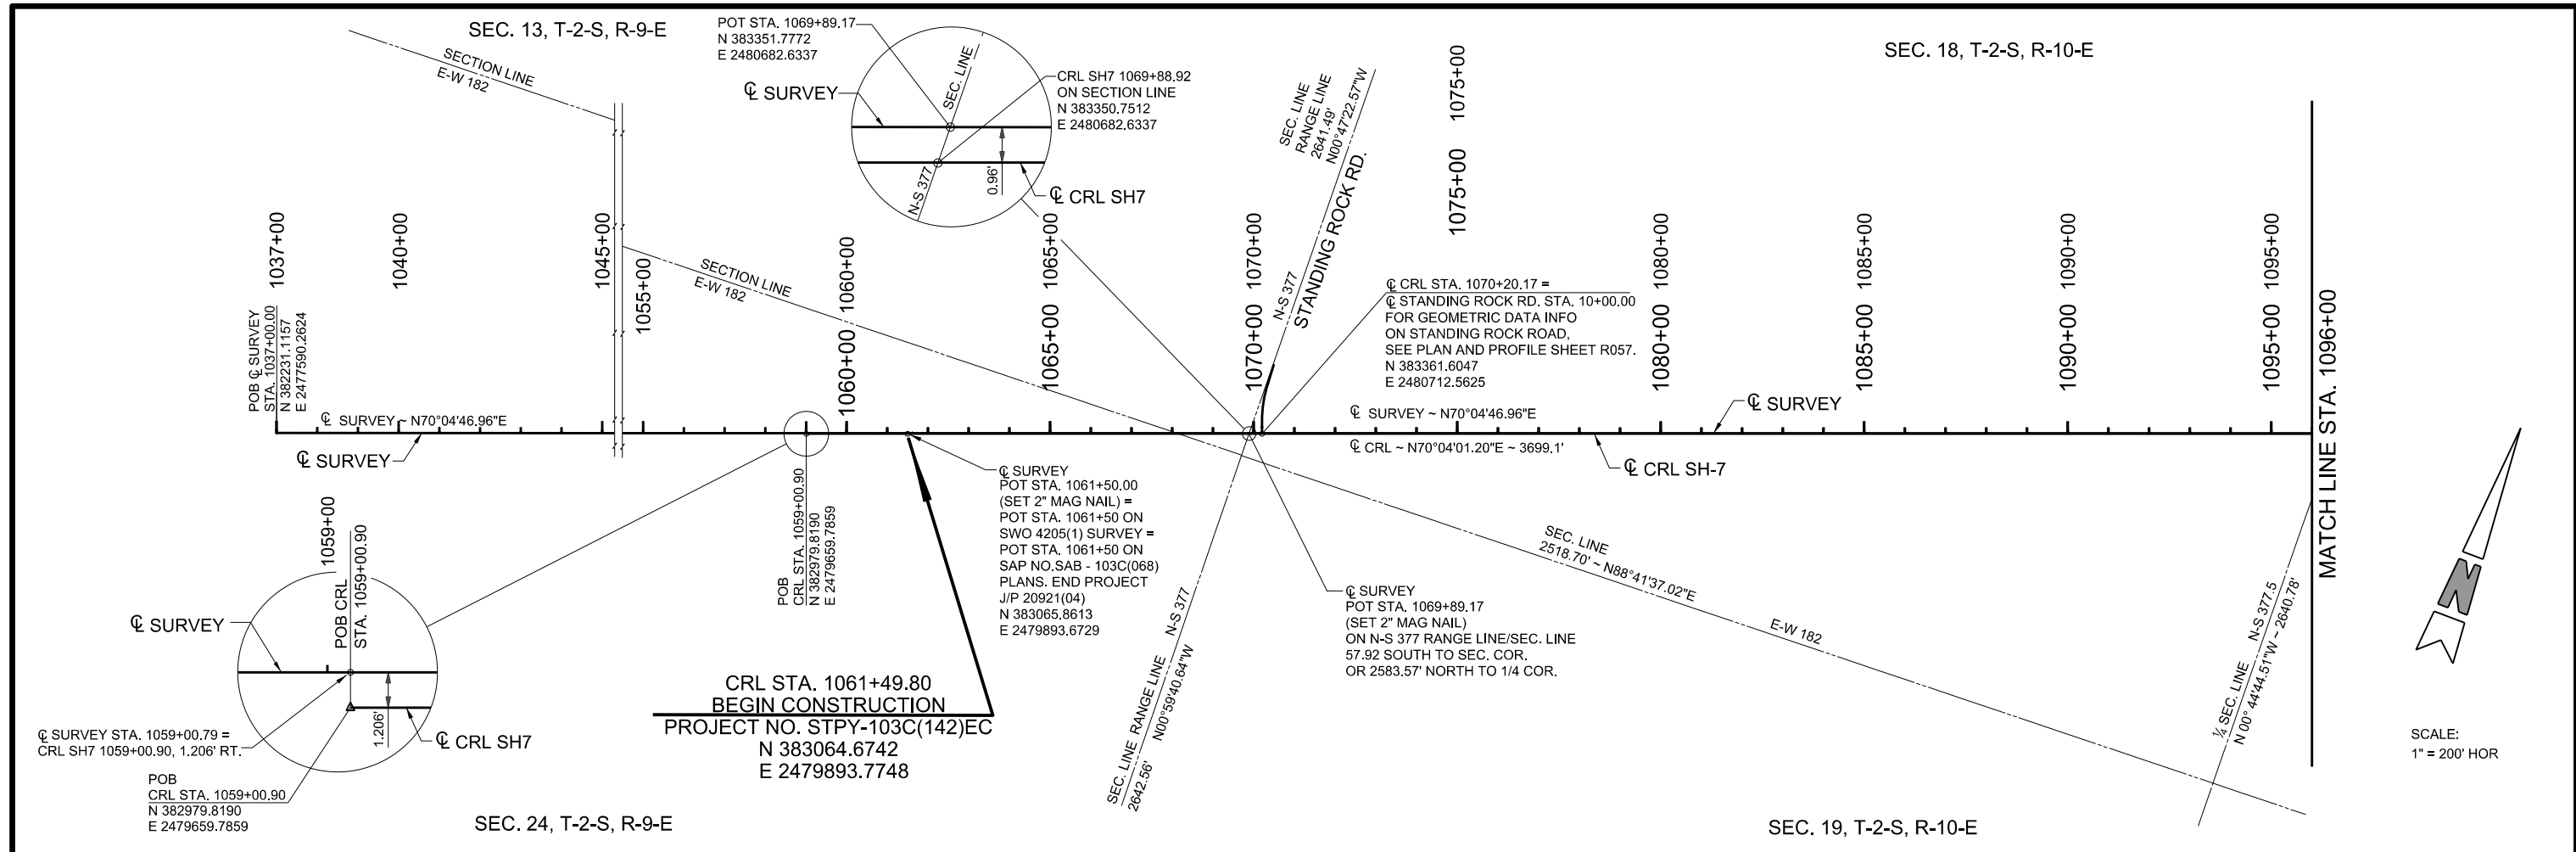 SEC. 13, T-2-S, R-9-E
SECTION LINE
E-W 182
POT STA. 1069+89.17
N 383351.7772
E 2480682.6337
℄ SURVEY
SEC. LINE
N-S 377
0.96'
CRL SH7 1069+88.92
ON SECTION LINE
N 383350.7512
E 2480682.6337
℄ CRL SH7
SEC. LINE
RANGE LINE
2641.49'
N00°47'22.57"W
N-S 377
STANDING ROCK RD.
SEC. 18, T-2-S, R-10-E
1037+00
1040+00
1045+00
1055+00
1060+00
1060+00
1065+00
1065+00
1070+00
1070+00
1075+00
1075+00
1075+00
1080+00
1080+00
1085+00
1085+00
1090+00
1090+00
1095+00
1095+00
MATCH LINE STA. 1096+00
SECTION LINE
E-W 182
POB ℄ SURVEY
STA. 1037+00.00
N 382231.1157
E 2477590.2624
℄ SURVEY ~ N70°04'46.96"E
℄ SURVEY
℄ CRL STA. 1070+20.17 =
℄ STANDING ROCK RD. STA. 10+00.00
FOR GEOMETRIC DATA INFO
ON STANDING ROCK ROAD,
SEE PLAN AND PROFILE SHEET R057.
N 383361.6047
E 2480712.5625
℄ SURVEY ~ N70°04'46.96"E
℄ CRL ~ N70°04'01.20"E ~ 3699.1'
℄ SURVEY
℄ CRL SH-7
1059+00
POB CRL
STA. 1059+00.90
℄ SURVEY
1.206'
℄ CRL SH7
℄ SURVEY STA. 1059+00.79 =
CRL SH7 1059+00.90, 1.206' RT.
POB
CRL STA. 1059+00.90
N 382979.8190
E 2479659.7859
POB
CRL STA. 1059+00.90
N 382979.8190
E 2479659.7859
℄ SURVEY
POT STA. 1061+50.00
(SET 2" MAG NAIL) =
POT STA. 1061+50 ON
SWO 4205(1) SURVEY =
POT STA. 1061+50 ON
SAP NO.SAB - 103C(068)
PLANS. END PROJECT
J/P 20921(04)
N 383065.8613
E 2479893.6729
CRL STA. 1061+49.80
BEGIN CONSTRUCTION
PROJECT NO. STPY-103C(142)EC
N 383064.6742
E 2479893.7748
SEC. LINE RANGE LINE N-S 377
2642.56' N00°59'40.64"W
℄ SURVEY
POT STA. 1069+89.17
(SET 2" MAG NAIL)
ON N-S 377 RANGE LINE/SEC. LINE
57.92 SOUTH TO SEC. COR.
OR 2583.57' NORTH TO 1/4 COR.
SEC. LINE
2518.70' ~ N88°41'37.02"E
E-W 182
¼ SEC. LINE N-S 377.5
N 00°44'44.51"W ~ 2640.78'
N
SCALE:
1" = 200' HOR
SEC. 24, T-2-S, R-9-E
SEC. 19, T-2-S, R-10-E